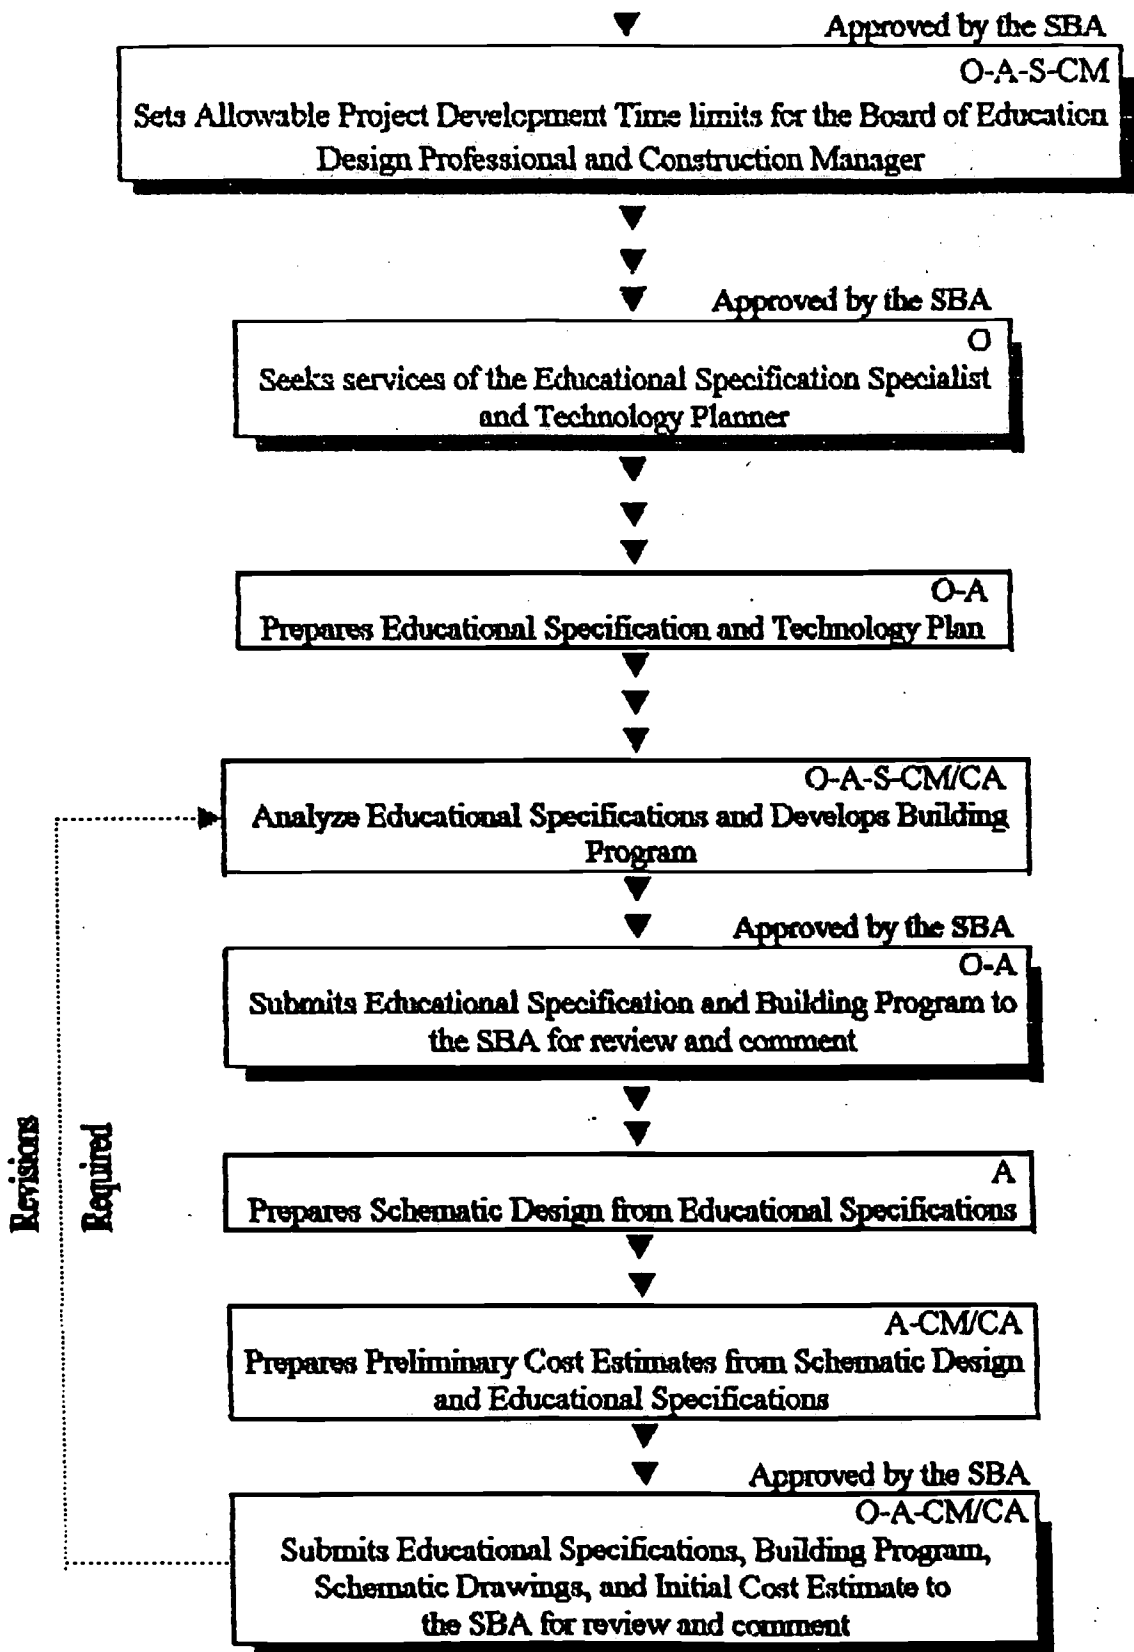 Approved by the SBA
O-A-S-CM
Sets Allowable Project Development Time limits for the Board of Education
Design Professional and Construction Manager
Approved by the SBA
O
Seeks services of the Educational Specification Specialist
and Technology Planner
O-A
Prepares Educational Specification and Technology Plan
O-A-S-CM/CA
Analyze Educational Specifications and Develops Building
Program
Approved by the SBA
O-A
Submits Educational Specification and Building Program to
the SBA for review and comment
Revisions
Required
A
Prepares Schematic Design from Educational Specifications
A-CM/CA
Prepares Preliminary Cost Estimates from Schematic Design
and Educational Specifications
Approved by the SBA
O-A-CM/CA
Submits Educational Specifications, Building Program,
Schematic Drawings, and Initial Cost Estimate to
the SBA for review and comment